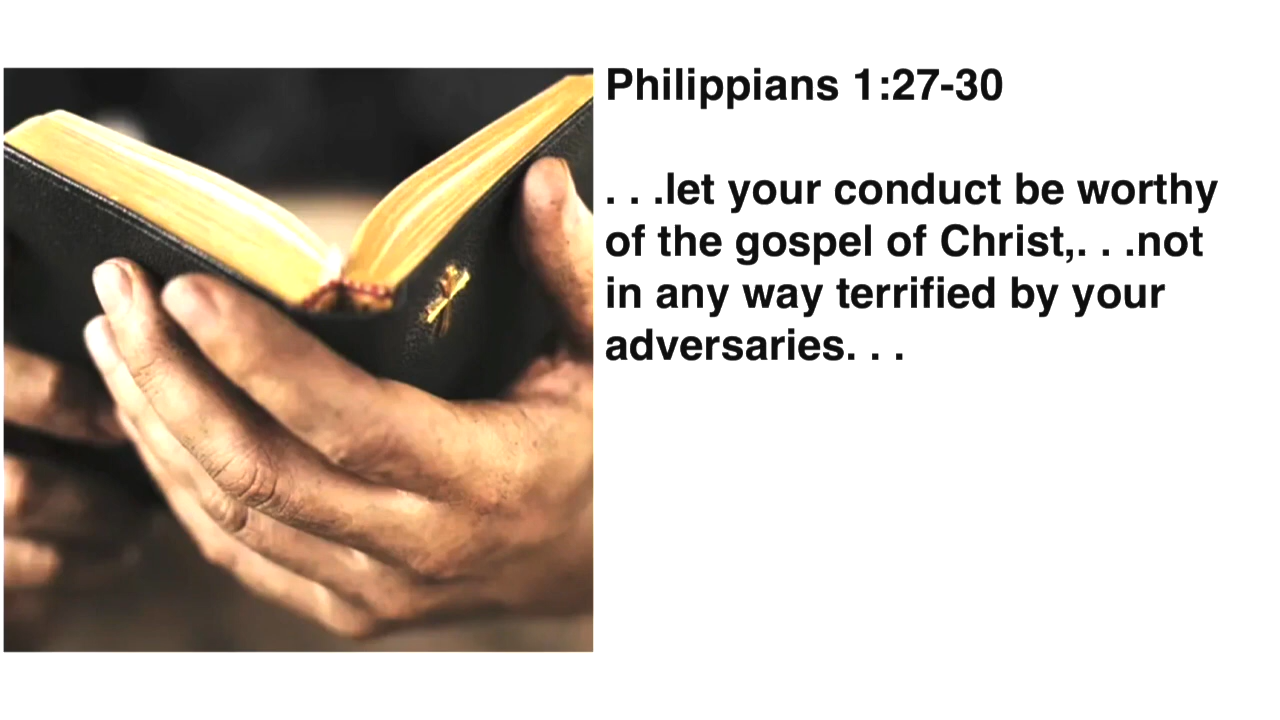 Philippians 1:27-30
. . .let your conduct be worthy
of the gospel of Christ,. . .not
in any way terrified by your
adversaries. . .